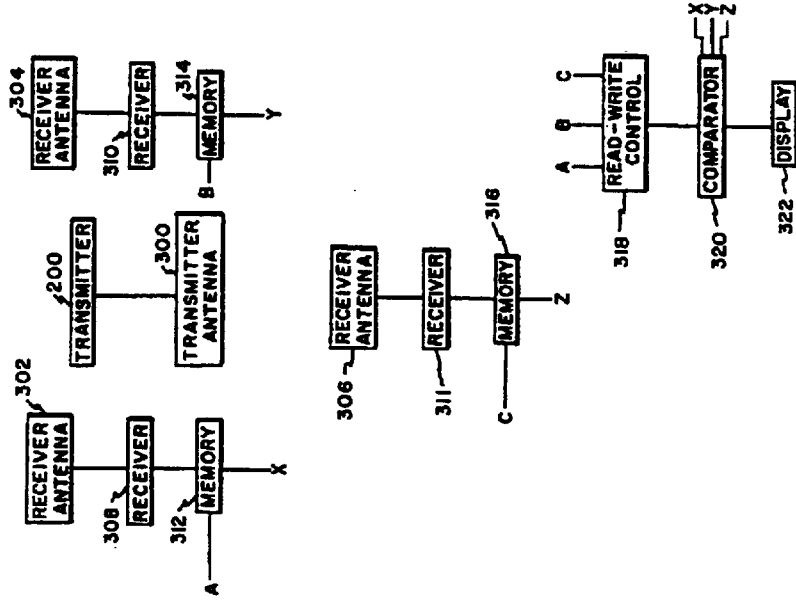 302
RECEIVER
ANTENNA
308
RECEIVER
312
MEMORY
A
X
200
TRANSMITTER
300
TRANSMITTER
ANTENNA
304
RECEIVER
ANTENNA
310
RECEIVER
314
MEMORY
B
Y
306
RECEIVER
ANTENNA
311
RECEIVER
316
MEMORY
C
Z
A
B
C
318
READ-WRITE
CONTROL
320
COMPARATOR
X
Y
Z
322
DISPLAY